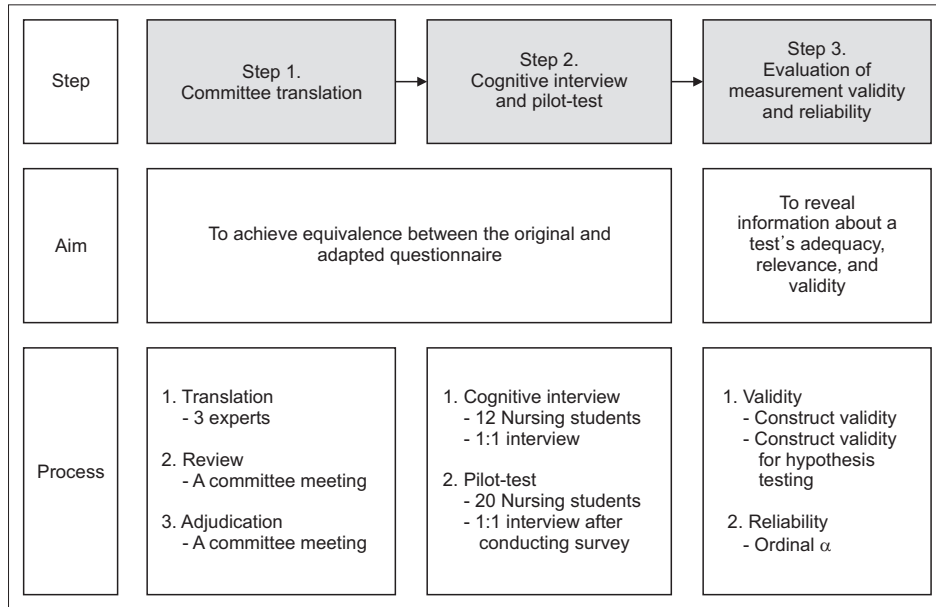 Step
Step 1.
Committee translation
Step 2.
Cognitive interview
and pilot-test
Step 3.
Evaluation of
measurement validity
and reliability
Aim
To achieve equivalence between the original and
adapted questionnaire
To reveal
information about a
test's adequacy,
relevance, and
validity
Process
1. Translation
- 3 experts
2. Review
- A committee meeting
3. Adjudication
- A committee meeting
1. Cognitive interview
- 12 Nursing students
- 1:1 interview
2. Pilot-test
- 20 Nursing students
- 1:1 interview after
conducting survey
1. Validity
- Construct validity
- Construct validity
for hypothesis
testing
2. Reliability
- Ordinal α